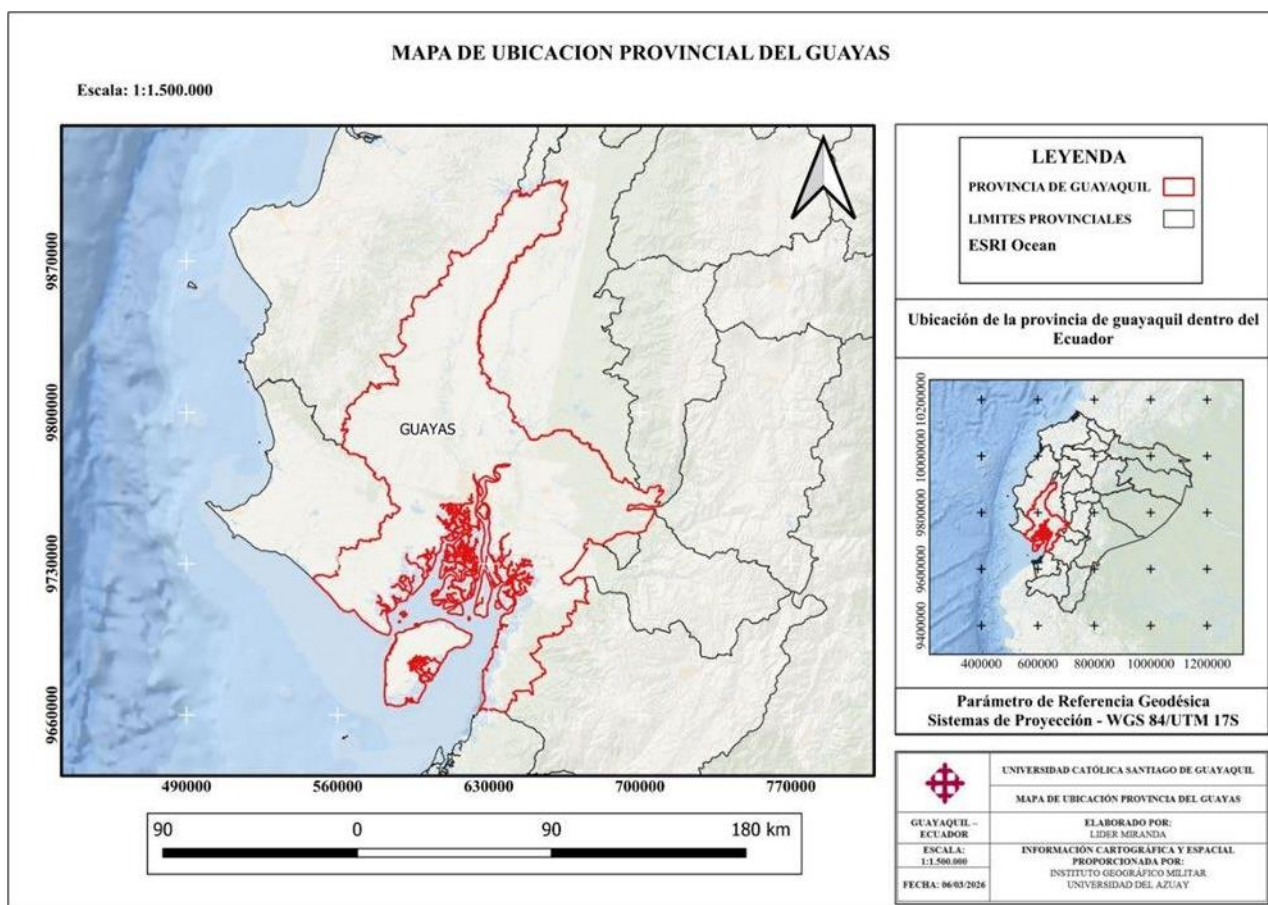 MAPA DE UBICACION PROVINCIAL DEL GUAYAS
Escala: 1:1.500.000
9870000
9800000
9730000
9660000
GUAYAS
490000
560000
630000
700000
770000
90
0
90
180 km
LEYENDA
PROVINCIA DE GUAYAQUIL
LIMITES PROVINCIALES
ESRI Ocean
Ubicación de la provincia de guayaquil dentro del
Ecuador
10200000
10000000
9800000
9600000
9400000
400000
600000
800000
1000000
1200000
Parámetro de Referencia Geodésica
Sistemas de Proyección - WGS 84/UTM 17S
UNIVERSIDAD CATÓLICA SANTIAGO DE GUAYAQUIL
MAPA DE UBICACIÓN PROVINCIA DEL GUAYAS
GUAYAQUIL –
ECUADOR
ELABORADO POR:
LIDER MIRANDA
ESCALA:
1:1.500.000
INFORMACIÓN CARTOGRÁFICA Y ESPACIAL
PROPORCIONADA POR:
INSTITUTO GEOGRÁFICO MILITAR
UNIVERSIDAD DEL AZUAY
FECHA: 06/03/2026